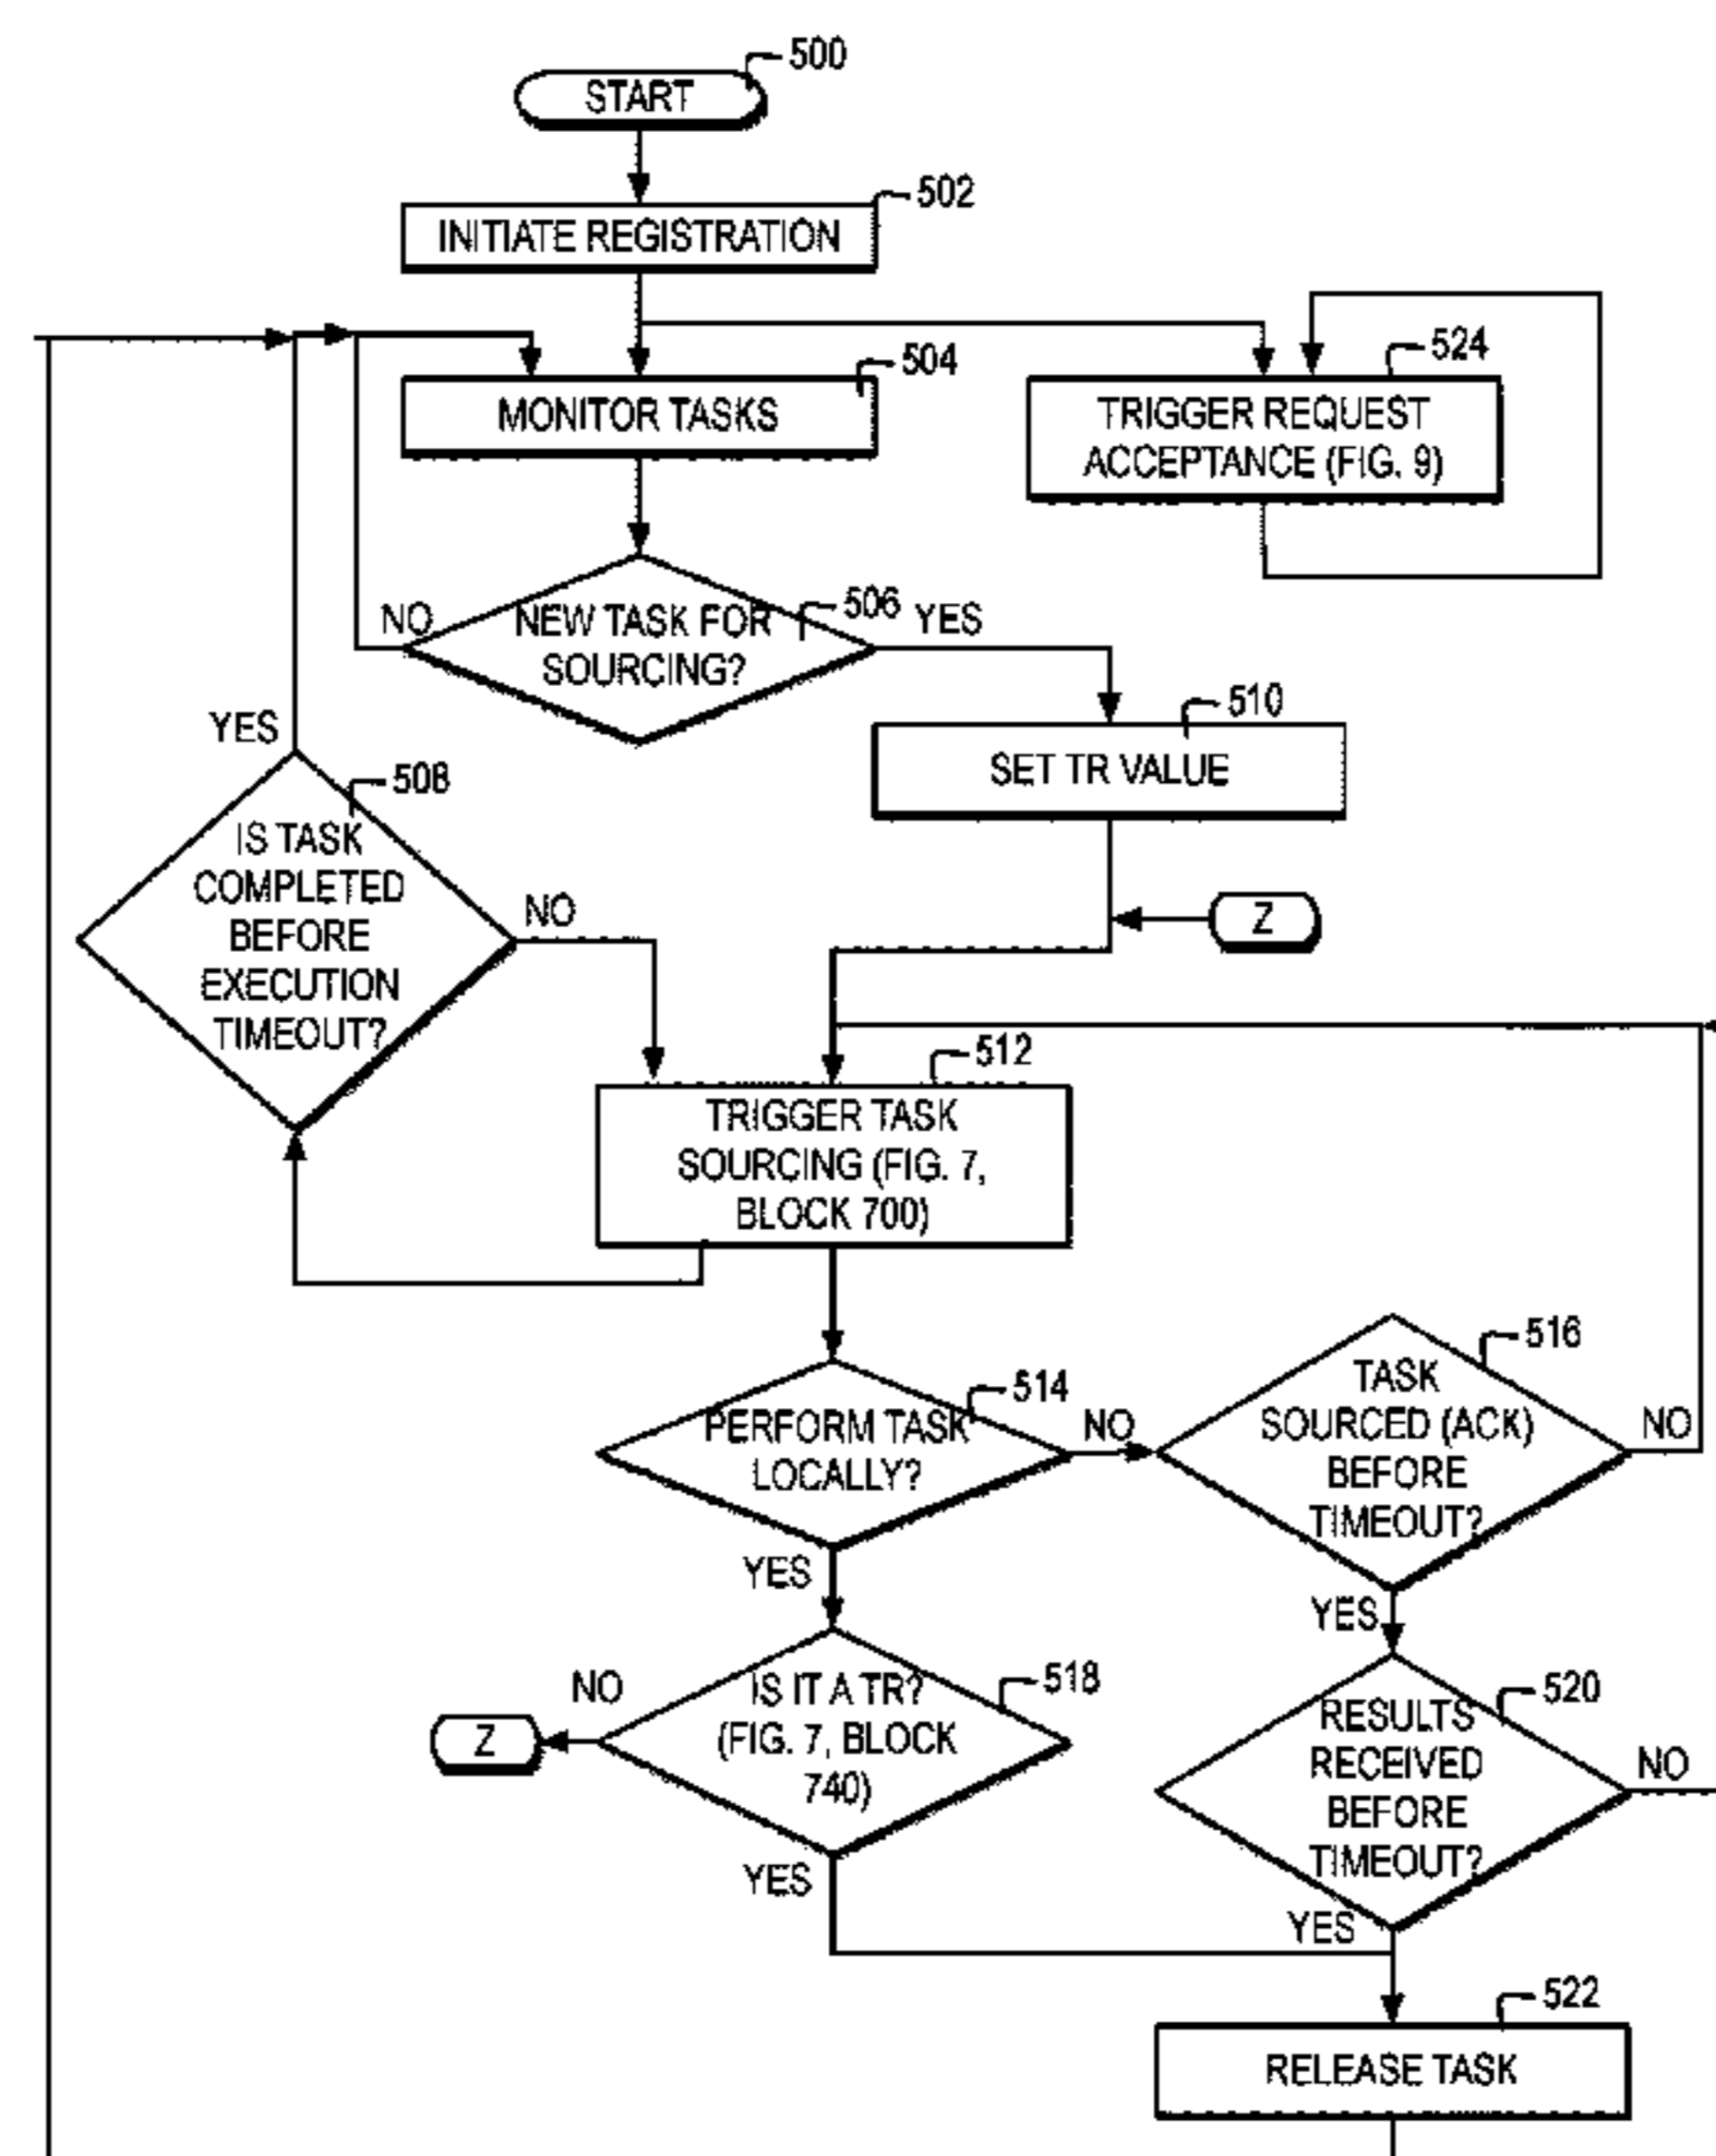 500
START
502
INITIATE REGISTRATION
504
MONITOR TASKS
524
TRIGGER REQUEST
ACCEPTANCE (FIG. 9)
506
NO
NEW TASK FOR
SOURCING?
YES
510
SET TR VALUE
YES
508
IS TASK
COMPLETED
BEFORE
EXECUTION
TIMEOUT?
NO
Z
512
TRIGGER TASK
SOURCING (FIG. 7,
BLOCK 700)
514
PERFORM TASK
LOCALLY?
NO
516
TASK
SOURCED (ACK)
BEFORE
TIMEOUT?
NO
YES
YES
518
IS IT A TR?
(FIG. 7, BLOCK
740)
NO
Z
YES
520
RESULTS
RECEIVED
BEFORE
TIMEOUT?
NO
YES
522
RELEASE TASK